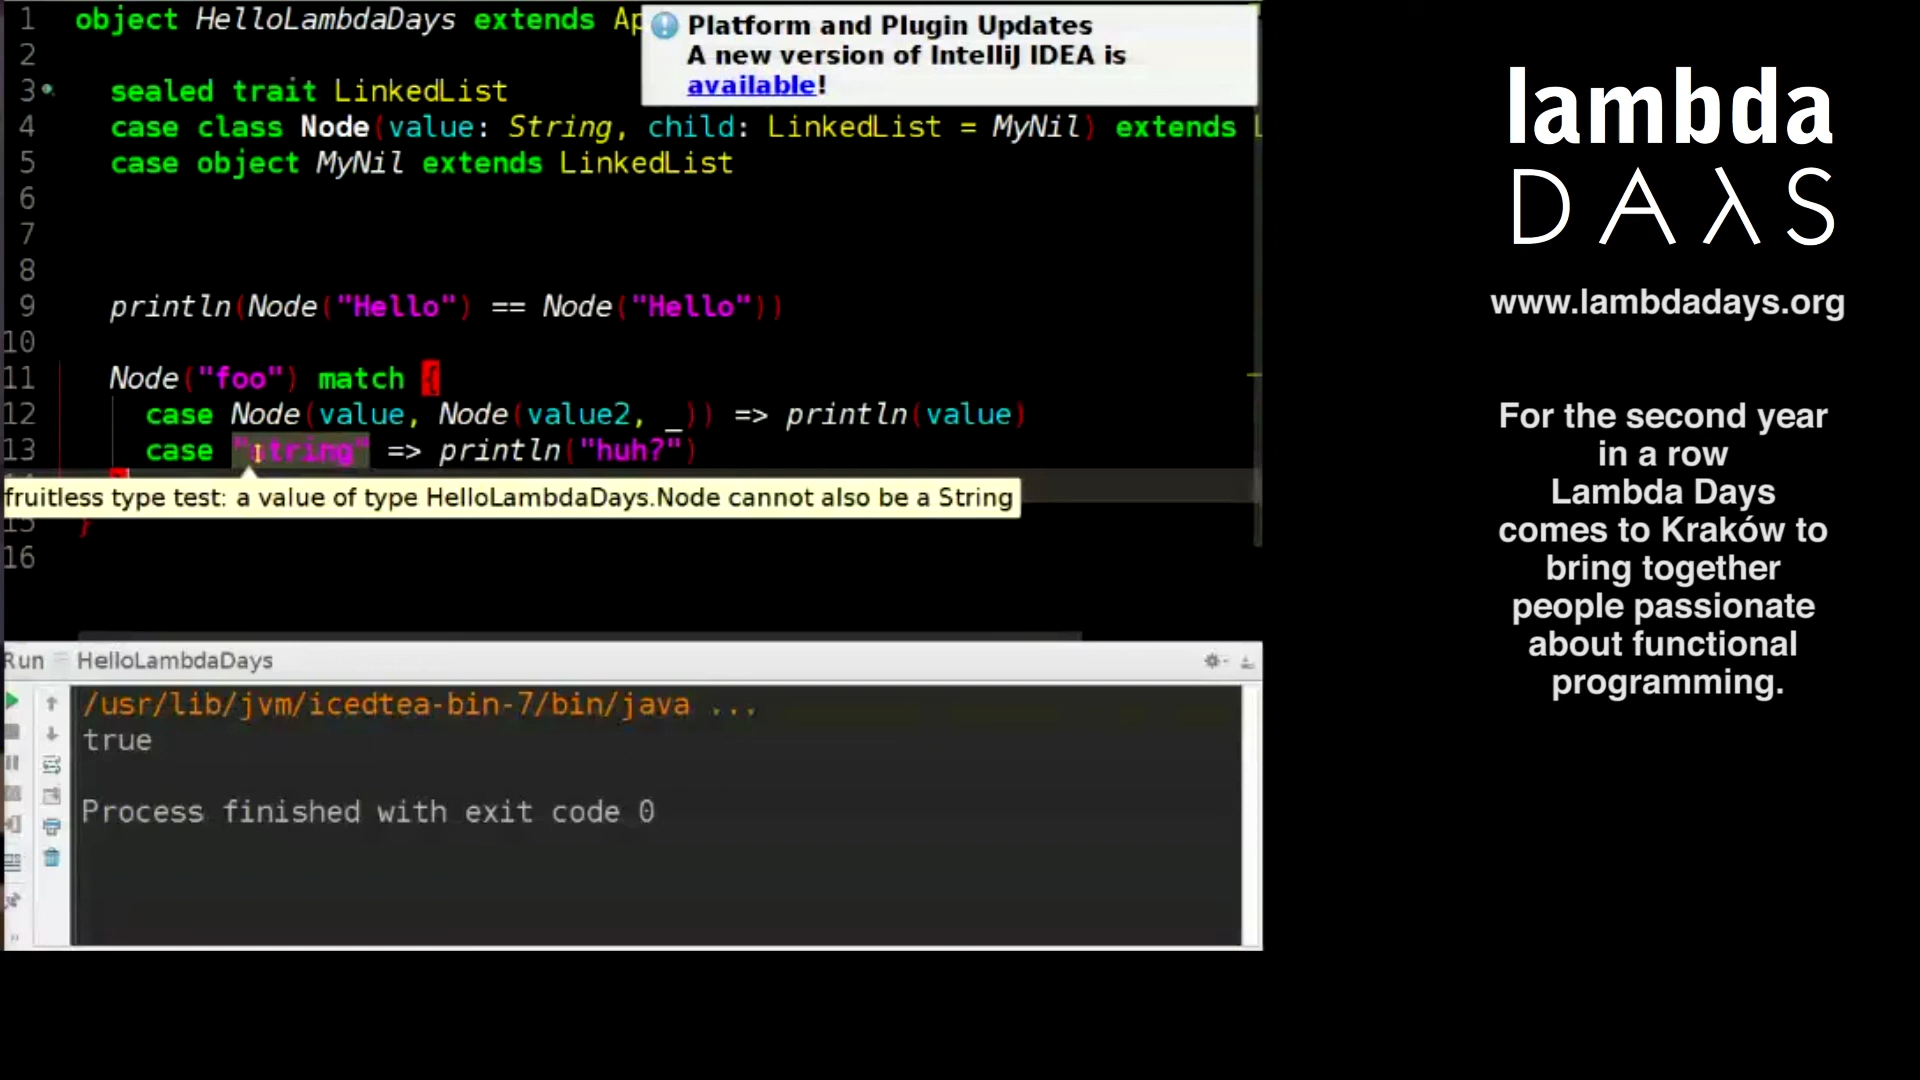 1 object HelloLambdaDays extends Ap
2
3 sealed trait LinkedList
4 case class Node(value: String, child: LinkedList = MyNil) extends L
5 case object MyNil extends LinkedList
6
7
8
9 println(Node("Hello") == Node("Hello"))
10
11 Node("foo") match {
12 case Node(value, Node(value2, _)) => println(value)
13 case "string" => println("huh?")
fruitless type test: a value of type HelloLambdaDays.Node cannot also be a String
15 }
16
Platform and Plugin Updates
A new version of IntelliJ IDEA is
available!
Run HelloLambdaDays
/usr/lib/jvm/icedtea-bin-7/bin/java ...
true
Process finished with exit code 0
lambda
DAλS
www.lambdadays.org
For the second year
in a row
Lambda Days
comes to Kraków to
bring together
people passionate
about functional
programming.